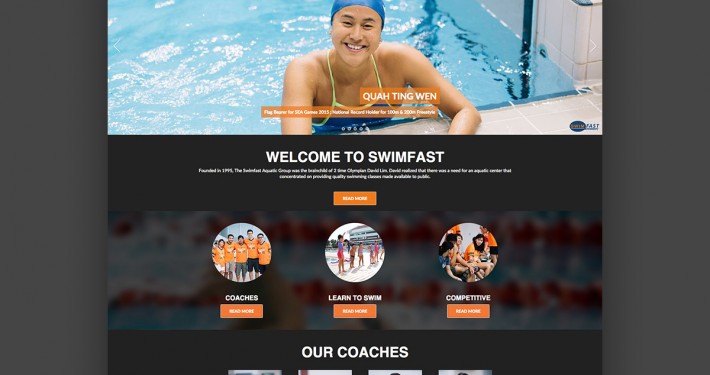 QUAH TING WEN
Flag Bearer for SEA Games 2015 | National Record Holder for 100m & 200m Freestyle
SWIMFAST
WELCOME TO SWIMFAST
Founded in 1995, The Swimfast Aquatic Group was the brainchild of 2 time Olympian David Lim. David realized that there was a need for an aquatic center that
concentrated on providing quality swimming classes made available to public.
READ MORE
COACHES
LEARN TO SWIM
COMPETITIVE
READ MORE
READ MORE
READ MORE
OUR COACHES